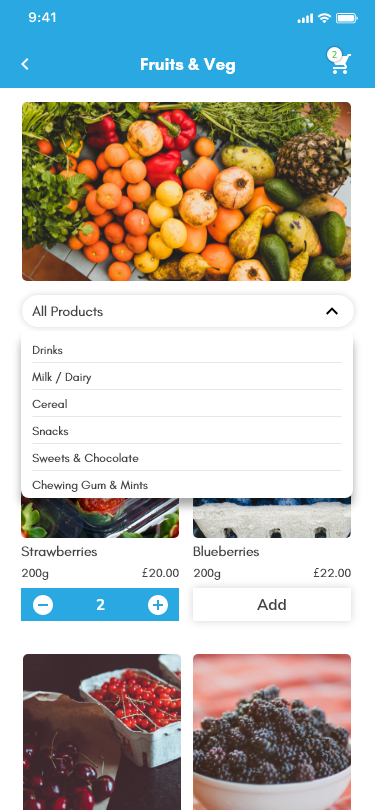 9:41
Fruits & Veg
2
All Products
Drinks
Milk / Dairy
Cereal
Snacks
Sweets & Chocolate
Chewing Gum & Mints
Strawberries
200g £20.00
2
Blueberries
200g £22.00
Add